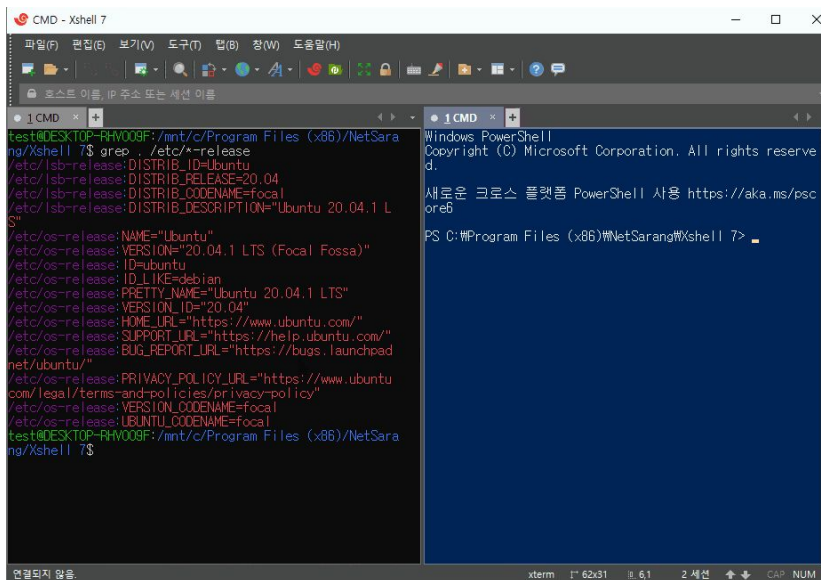 CMD - Xshell 7
파일(F) 편집(E) 보기(V) 도구(T) 탭(B) 창(W) 도움말(H)
호스트 이름, IP 주소 또는 세션 이름
1 CMD
test@DESKTOP-RHVO09F:/mnt/c/Program Files (x86)/NetSara
ng/Xshell 7$ grep . /etc/*-release
/etc/lsb-release:DISTRIB_ID=Ubuntu
/etc/lsb-release:DISTRIB_RELEASE=20.04
/etc/lsb-release:DISTRIB_CODENAME=focal
/etc/lsb-release:DISTRIB_DESCRIPTION="Ubuntu 20.04.1 L
S"
/etc/os-release:NAME="Ubuntu"
/etc/os-release:VERSION="20.04.1 LTS (Focal Fossa)"
/etc/os-release:ID=ubuntu
/etc/os-release:ID_LIKE=debian
/etc/os-release:PRETTY_NAME="Ubuntu 20.04.1 LTS"
/etc/os-release:VERSION_ID="20.04"
/etc/os-release:HOME_URL="https://www.ubuntu.com/"
/etc/os-release:SUPPORT_URL="https://help.ubuntu.com/"
/etc/os-release:BUG_REPORT_URL="https://bugs.launchpad
net/ubuntu/"
/etc/os-release:PRIVACY_POLICY_URL="https://www.ubuntu
com/legal/terms-and-policies/privacy-policy"
/etc/os-release:VERSION_CODENAME=focal
/etc/os-release:UBUNTU_CODENAME=focal
test@DESKTOP-RHVO09F:/mnt/c/Program Files (x86)/NetSara
ng/Xshell 7$
1 CMD
Windows PowerShell
Copyright (C) Microsoft Corporation. All rights reserve
d.
새로운 크로스 플랫폼 PowerShell 사용 https://aka.ms/psc
ore6
PS C:₩Program Files (x86)₩NetSarang₩Xshell 7>
연결되지 않음. xterm 62x31 6,1 2 세션 CAP NUM